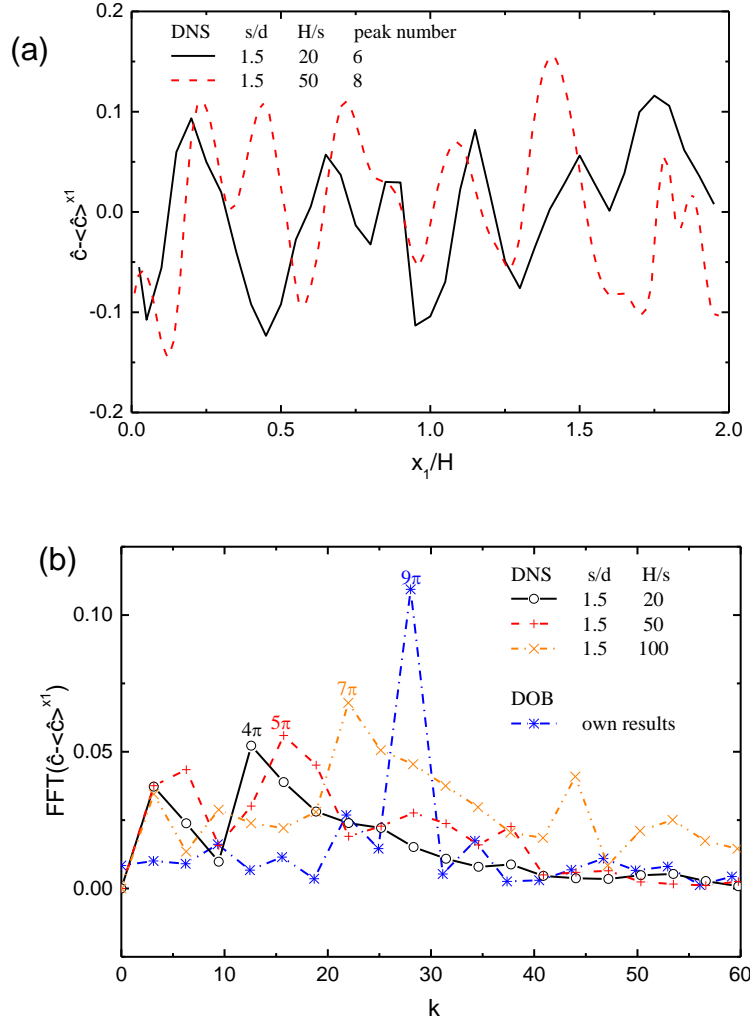 (a)
DNS s/d H/s peak number
1.5 20 6
1.5 50 8
0.2
0.1
0.0
-0.1
-0.2
ĉ-<ĉ>^x1
0.0 0.5 1.0 1.5 2.0
x₁/H
(b)
DNS s/d H/s
1.5 20
1.5 50
1.5 100
DOB
own results
9π
7π
5π
4π
0.10
0.05
0.00
FFT(ĉ-<ĉ>^x1)
0 10 20 30 40 50 60
k